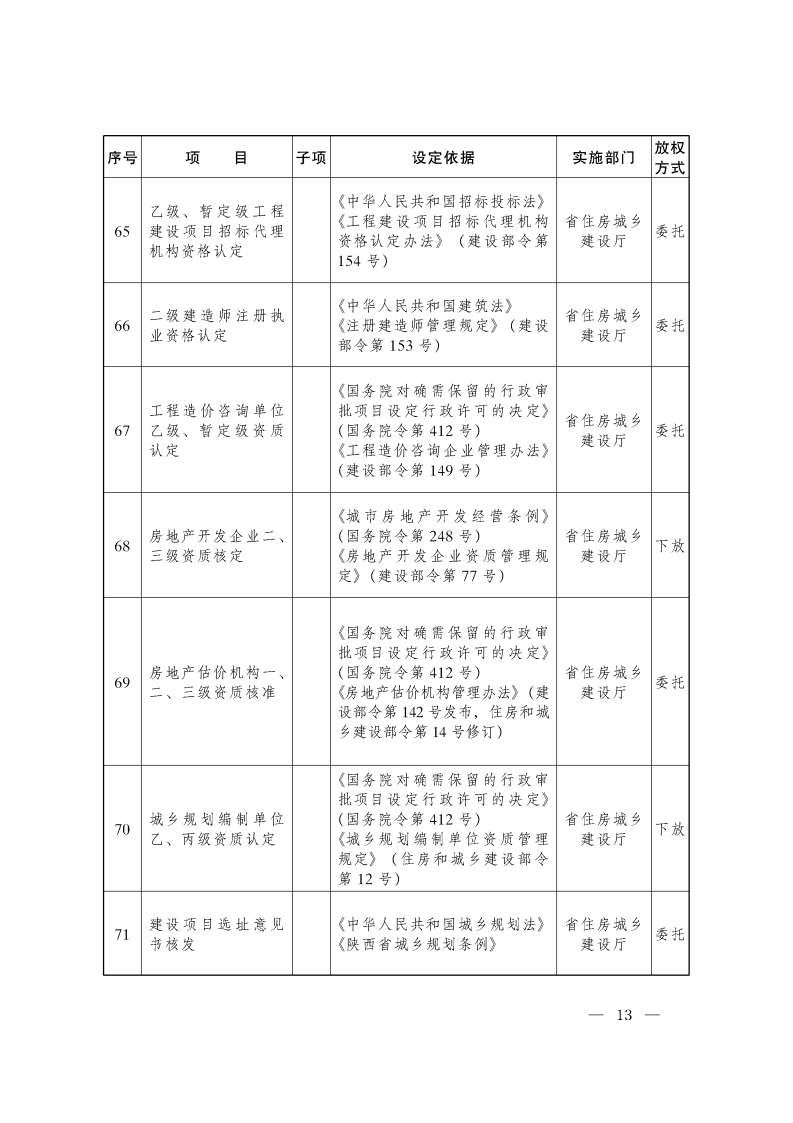 序号 项 目 子项 设定依据 实施部门 放权方式
65
乙级、暂定级工程
建设项目招标代理
机构资格认定
《中华人民共和国招标投标法》
《工程建设项目招标代理机构
资格认定办法》(建设部令第
154 号)
省住房城乡
建设厅
委托
66
二级建造师注册执
业资格认定
《中华人民共和国建筑法》
《注册建造师管理规定》(建设
部令第 153 号)
省住房城乡
建设厅
委托
67
工程造价咨询单位
乙级、暂定级资质
认定
《国务院对确需保留的行政审
批项目设定行政许可的决定》
(国务院令第 412 号)
《工程造价咨询企业管理办法》
(建设部令第 149 号)
省住房城乡
建设厅
委托
68
房地产开发企业二、
三级资质核定
《城市房地产开发经营条例》
(国务院令第 248 号)
《房地产开发企业资质管理规
定》(建设部令第 77 号)
省住房城乡
建设厅
下放
69
房地产估价机构一、
二、三级资质核准
《国务院对确需保留的行政审
批项目设定行政许可的决定》
(国务院令第 412 号)
《房地产估价机构管理办法》(建
设部令第 142 号发布，住房和城
乡建设部令第 14 号修订)
省住房城乡
建设厅
委托
70
城乡规划编制单位
乙、丙级资质认定
《国务院对确需保留的行政审
批项目设定行政许可的决定》
(国务院令第 412 号)
《城乡规划编制单位资质管理
规定》(住房和城乡建设部令
第 12 号)
省住房城乡
建设厅
下放
71
建设项目选址意见
书核发
《中华人民共和国城乡规划法》
《陕西省城乡规划条例》
省住房城乡
建设厅
委托
— 13 —